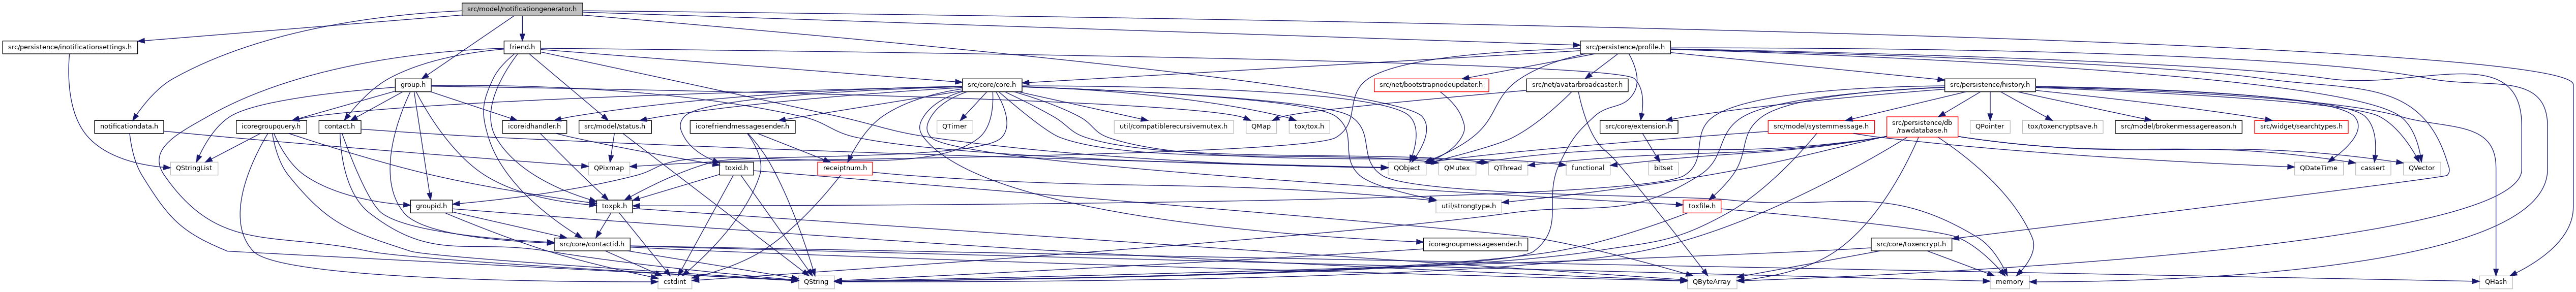 src/model/notificationgenerator.h
src/persistence/inotificationsettings.h
friend.h
src/persistence/profile.h
group.h
src/core/core.h
src/net/bootstrapnodeupdater.h
src/net/avatarbroadcaster.h
src/persistence/history.h
notificationdata.h
icoregroupquery.h
contact.h
icoreidhandler.h
src/model/status.h
icorefriendmessagesender.h
QTimer
util/compatiblerecursivemutex.h
QMap
tox/tox.h
src/core/extension.h
src/model/systemmessage.h
src/persistence/db
/rawdatabase.h
QPointer
tox/toxencryptsave.h
src/model/brokenmessagereason.h
src/widget/searchtypes.h
QStringList
QPixmap
toxid.h
receiptnum.h
QObject
QMutex
QThread
functional
bitset
QDateTime
cassert
QVector
groupid.h
toxpk.h
util/strongtype.h
toxfile.h
src/core/contactid.h
icoregroupmessagesender.h
src/core/toxencrypt.h
cstdint
QString
QByteArray
memory
QHash